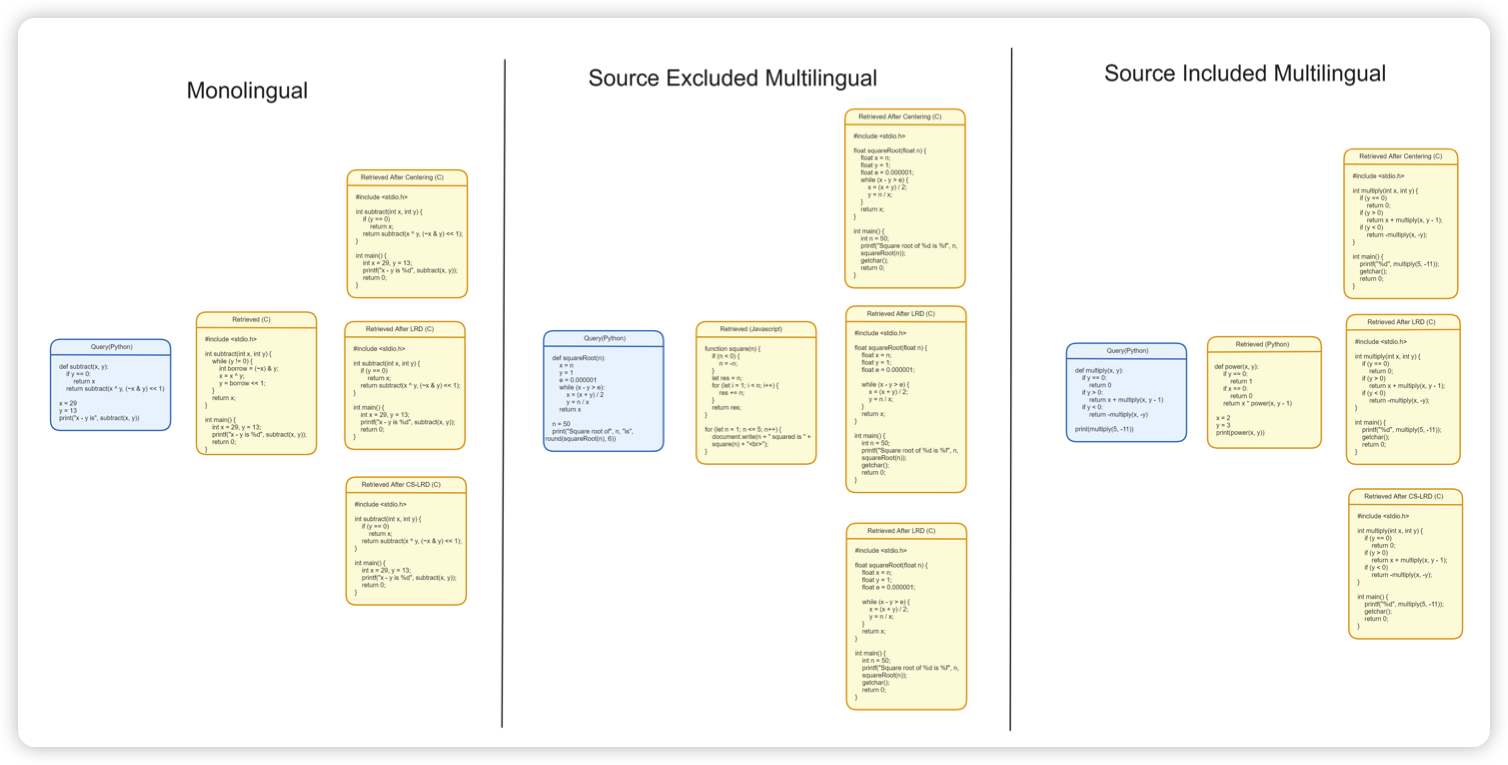 Monolingual
Query(Python)
def subtract(x, y):
if y == 0:
return x
return subtract(x ^ y, (~x & y) << 1)
x = 29
y = 13
print("x - y is", subtract(x, y))
Retrieved (C)
#include <stdio.h>
int subtract(int x, int y) {
while (y != 0) {
int borrow = (~x) & y;
x = x ^ y;
y = borrow << 1;
}
return x;
}
int main() {
int x = 29, y = 13;
printf("x - y is %d", subtract(x, y));
return 0;
}
Retrieved After Centering (C)
#include <stdio.h>
int subtract(int x, int y) {
if (y == 0)
return x;
return subtract(x ^ y, (~x & y) << 1);
}
int main() {
int x = 29, y = 13;
printf("x - y is %d", subtract(x, y));
return 0;
}
Retrieved After LRD (C)
#include <stdio.h>
int subtract(int x, int y) {
if (y == 0)
return x;
return subtract(x ^ y, (~x & y) << 1);
}
int main() {
int x = 29, y = 13;
printf("x - y is %d", subtract(x, y));
return 0;
}
Retrieved After CS-LRD (C)
#include <stdio.h>
int subtract(int x, int y) {
if (y == 0)
return x;
return subtract(x ^ y, (~x & y) << 1);
}
int main() {
int x = 29, y = 13;
printf("x - y is %d", subtract(x, y));
return 0;
}
Source Excluded Multilingual
Query(Python)
def squareRoot(n):
x = n
y = 1
e = 0.000001
while (x - y > e):
x = (x + y) / 2
y = n / x
return x
n = 50
print("Square root of", n, "is",
round(squareRoot(n), 6))
Retrieved (Javascript)
function square(n) {
if (n < 0) {
n = -n;
}
let res = n;
for (let i = 1; i < n; i++) {
res += n;
}
return res;
}
for (let n = 1; n <= 5; n++) {
document.write(n + " squared is " +
square(n) + "<br>");
}
Retrieved After Centering (C)
#include <stdio.h>
float squareRoot(float n) {
float x = n;
float y = 1;
float e = 0.000001;
while (x - y > e) {
x = (x + y) / 2;
y = n / x;
}
return x;
}
int main() {
int n = 50;
printf("Square root of %d is %f", n,
squareRoot(n));
getchar();
return 0;
}
Retrieved After LRD (C)
#include <stdio.h>
float squareRoot(float n) {
float x = n;
float y = 1;
float e = 0.000001;
while (x - y > e) {
x = (x + y) / 2;
y = n / x;
}
return x;
}
int main() {
int n = 50;
printf("Square root of %d is %f", n,
squareRoot(n));
getchar();
return 0;
}
Retrieved After LRD (C)
#include <stdio.h>
float squareRoot(float n) {
float x = n;
float y = 1;
float e = 0.000001;
while (x - y > e) {
x = (x + y) / 2;
y = n / x;
}
return x;
}
int main() {
int n = 50;
printf("Square root of %d is %f", n,
squareRoot(n));
getchar();
return 0;
}
Source Included Multilingual
Query(Python)
def multiply(x, y):
if y == 0:
return 0
if y > 0:
return x + multiply(x, y - 1)
if y < 0:
return -multiply(x, -y)
print(multiply(5, -11))
Retrieved (Python)
def power(x, y):
if y == 0:
return 1
if x == 0:
return 0
return x * power(x, y - 1)
x = 2
y = 3
print(power(x, y))
Retrieved After Centering (C)
#include <stdio.h>
int multiply(int x, int y) {
if (y == 0)
return 0;
if (y > 0)
return x + multiply(x, y - 1);
if (y < 0)
return -multiply(x, -y);
}
int main() {
printf("%d", multiply(5, -11));
getchar();
return 0;
}
Retrieved After LRD (C)
#include <stdio.h>
int multiply(int x, int y) {
if (y == 0)
return 0;
if (y > 0)
return x + multiply(x, y - 1);
if (y < 0)
return -multiply(x, -y);
}
int main() {
printf("%d", multiply(5, -11));
getchar();
return 0;
}
Retrieved After CS-LRD (C)
#include <stdio.h>
int multiply(int x, int y) {
if (y == 0)
return 0;
if (y > 0)
return x + multiply(x, y - 1);
if (y < 0)
return -multiply(x, -y);
}
int main() {
printf("%d", multiply(5, -11));
getchar();
return 0;
}